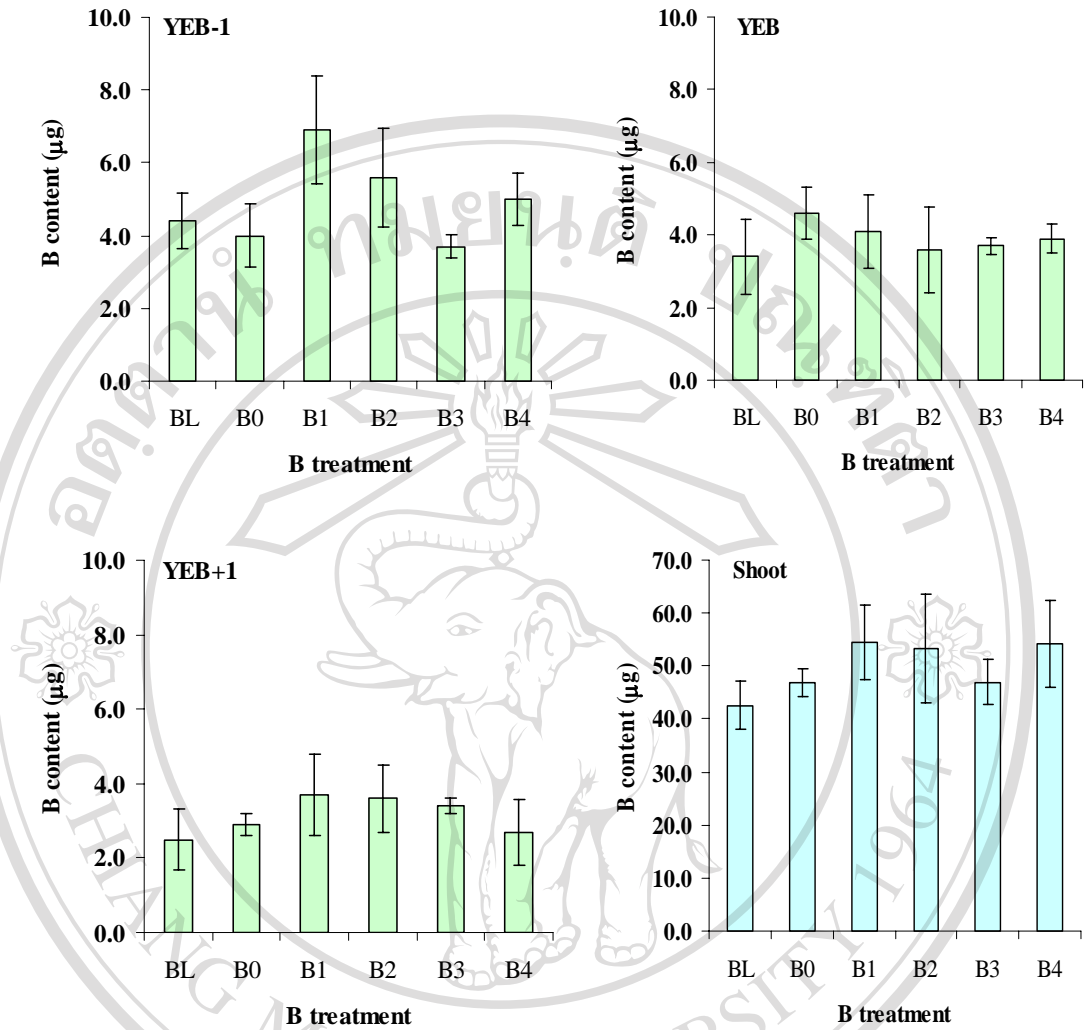 YEB-1
10.0
8.0
6.0
4.0
2.0
0.0
B content (µg)
BL B0 B1 B2 B3 B4
B treatment
YEB
10.0
8.0
6.0
4.0
2.0
0.0
B content (µg)
BL B0 B1 B2 B3 B4
B treatment
YEB+1
10.0
8.0
6.0
4.0
2.0
0.0
B content (µg)
BL B0 B1 B2 B3 B4
B treatment
Shoot
70.0
60.0
50.0
40.0
30.0
20.0
10.0
0.0
B content (µg)
BL B0 B1 B2 B3 B4
B treatment
1964